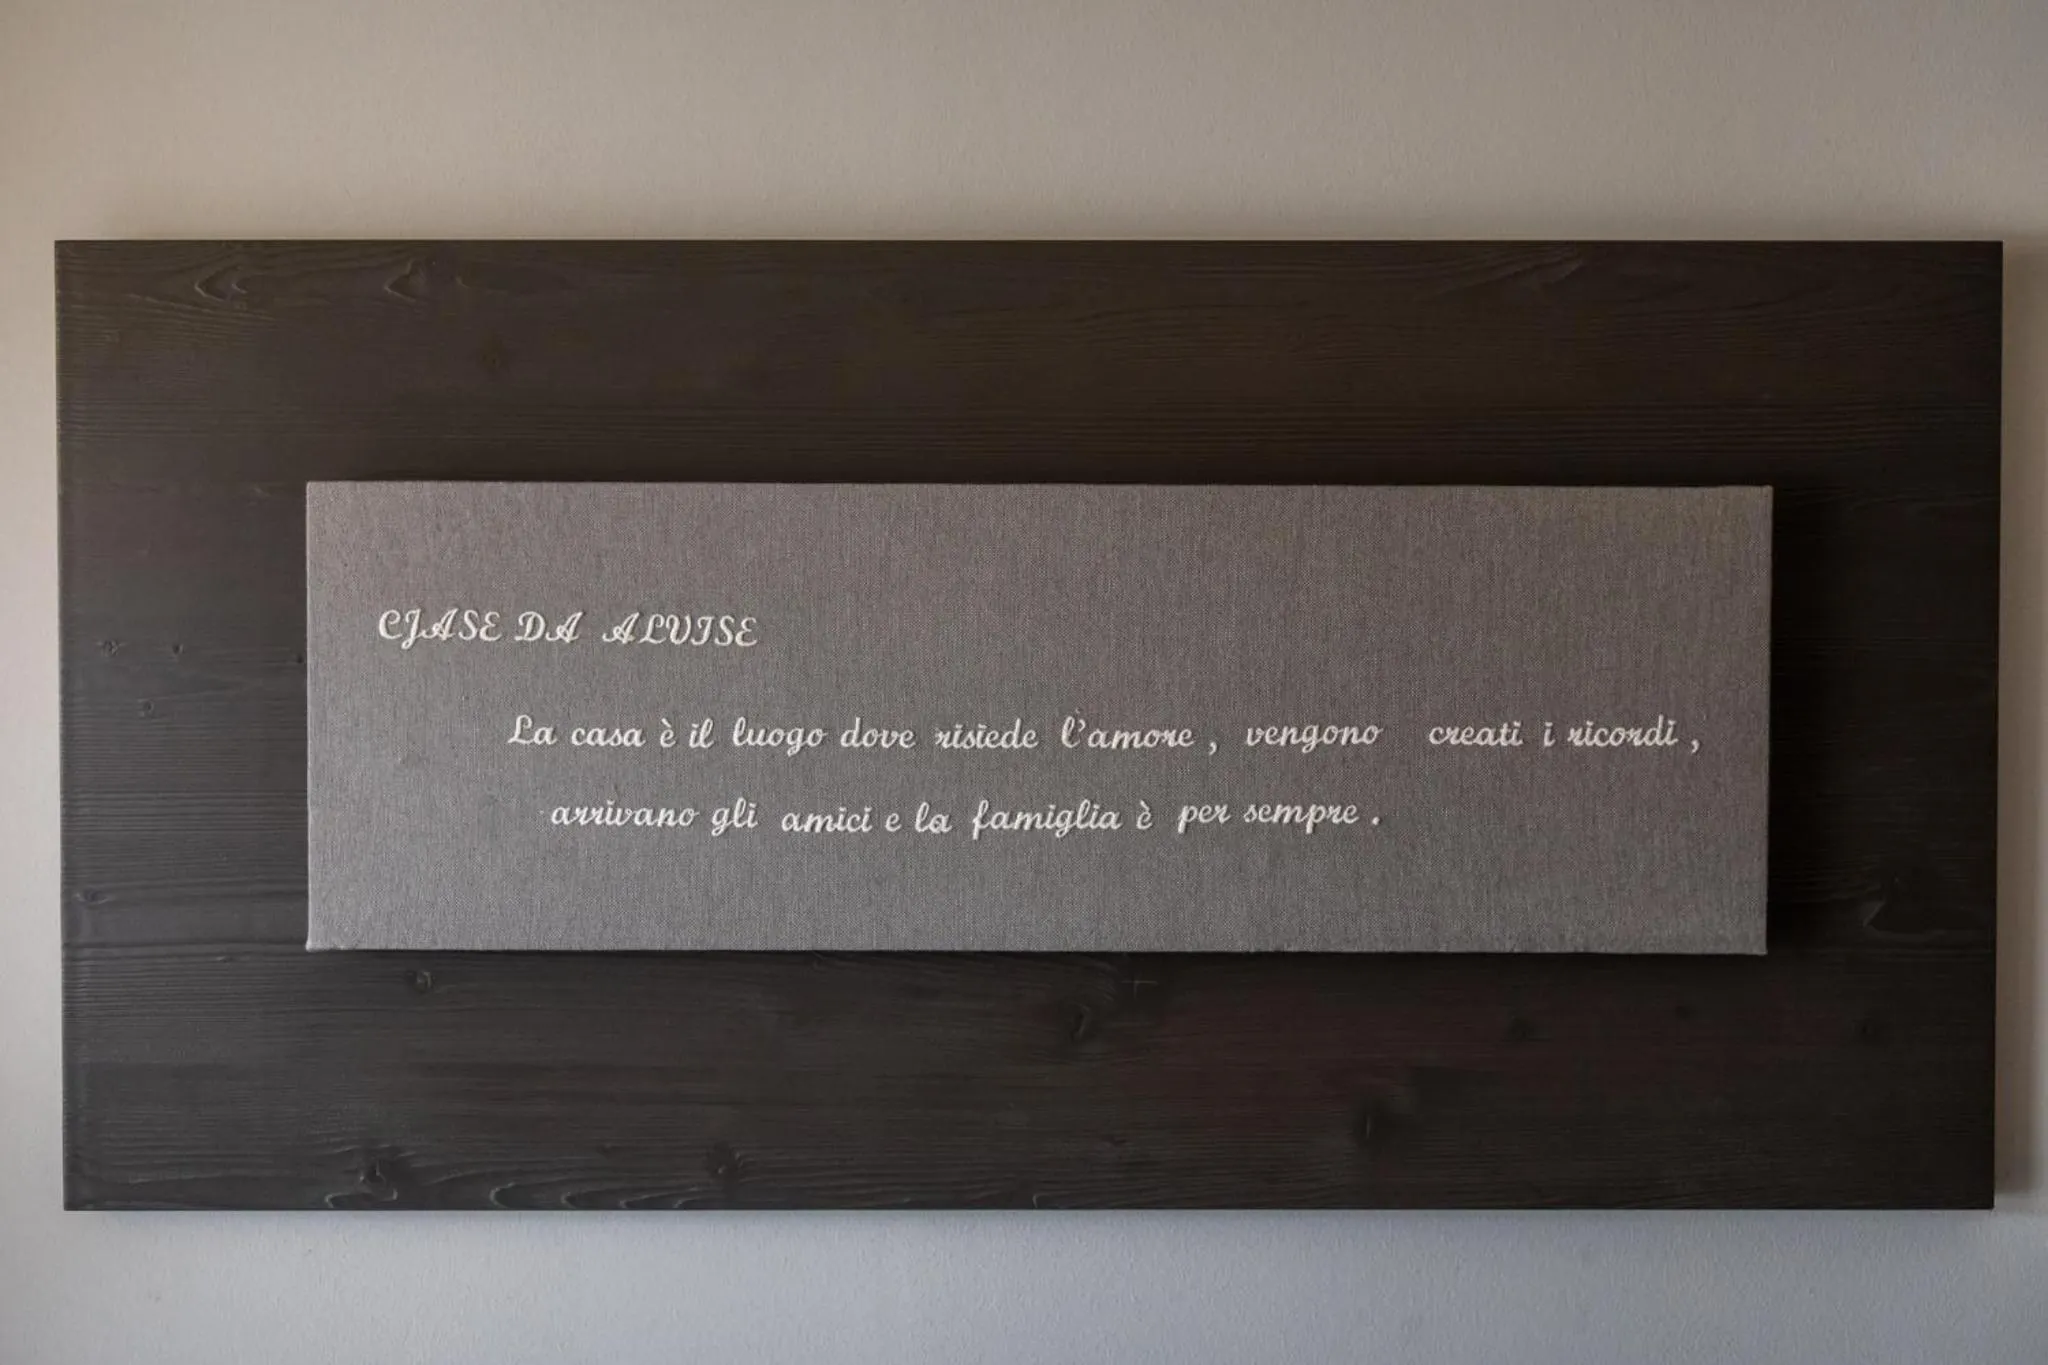 CJASE DA ALVISE
La casa è il luogo dove risiede l'amore, vengono creati i ricordi,
arrivano gli amici e la famiglia è per sempre.